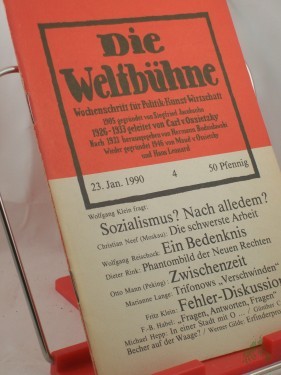 Die
Weltbühne
Wochenschrift für Politik·Kunst·Wirtschaft
1905 gegründet von Siegfried Jacobsohn
1926-1933 geleitet von Carl v. Ossietzky
Nach 1933 herausgegeben von Hermann Budzislawski
Wieder gegründet 1946 von Maud v. Ossietzky
und Hans Leonard
23. Jan. 1990 4 50 Pfennig
Wolfgang Klein fragt:
Sozialismus? Nach alledem?
Christian Neef (Moskau): Die schwerste Arbeit
Wolfgang Ein Bedenknis
Dieter Phantombild der Neuen Rechten
Otto Mann (Peking): Zwischenzeit
Marianne Lange: Trifonows „Verschwinden"
Fritz Klein: Fehler-Diskussion
F.-B. Habel: „Fragen, Antworten, Fragen"
Michael Hepp: In einer Stadt mit O ... / Günther C
Becher auf der Waage? / Werner Gilde: Erfinderpro